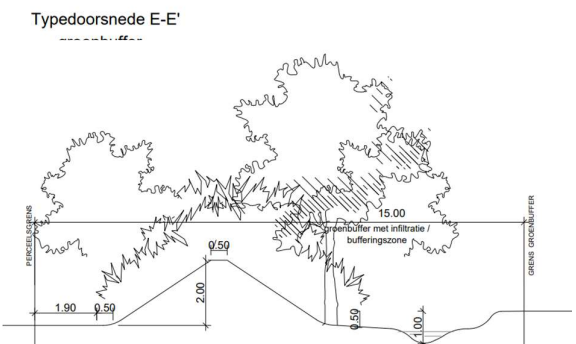 Typedoorsnede E-E'
groenbuffer
15.00
groenbuffer met infiltratie /
bufferingszone
PERCEELSGRENS
GRENS GROENBUFFER
0.50
2.00
1.90
0.50
0.50
1.00